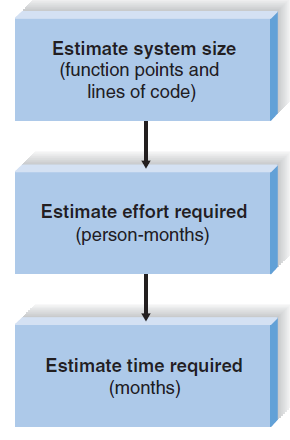 Estimate system size
(function points and
lines of code)
Estimate effort required
(person-months)
Estimate time required
(months)